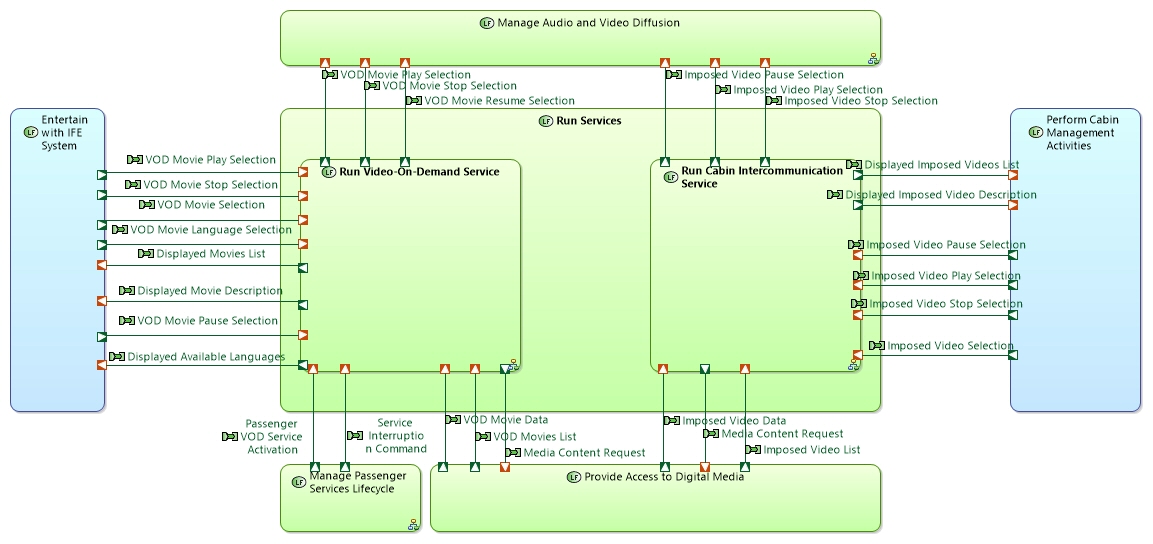 LF Manage Audio and Video Diffusion
VOD Movie Play Selection
VOD Movie Stop Selection
VOD Movie Resume Selection
Imposed Video Pause Selection
Imposed Video Play Selection
Imposed Video Stop Selection
LF Run Services
LF Entertain
with IFE
System
LF Perform Cabin
Management
Activities
VOD Movie Play Selection
VOD Movie Stop Selection
VOD Movie Selection
VOD Movie Language Selection
Displayed Movies List
Displayed Movie Description
VOD Movie Pause Selection
Displayed Available Languages
LF Run Video-On-Demand Service
LF Run Cabin Intercommunication
Service
Displayed Imposed Videos List
Displayed Imposed Video Description
Imposed Video Pause Selection
Imposed Video Play Selection
Imposed Video Stop Selection
Imposed Video Selection
Passenger
VOD Service
Activation
Service
Interruptio
n Command
VOD Movie Data
VOD Movies List
Media Content Request
Imposed Video Data
Media Content Request
Imposed Video List
LF Manage Passenger
Services Lifecycle
LF Provide Access to Digital Media